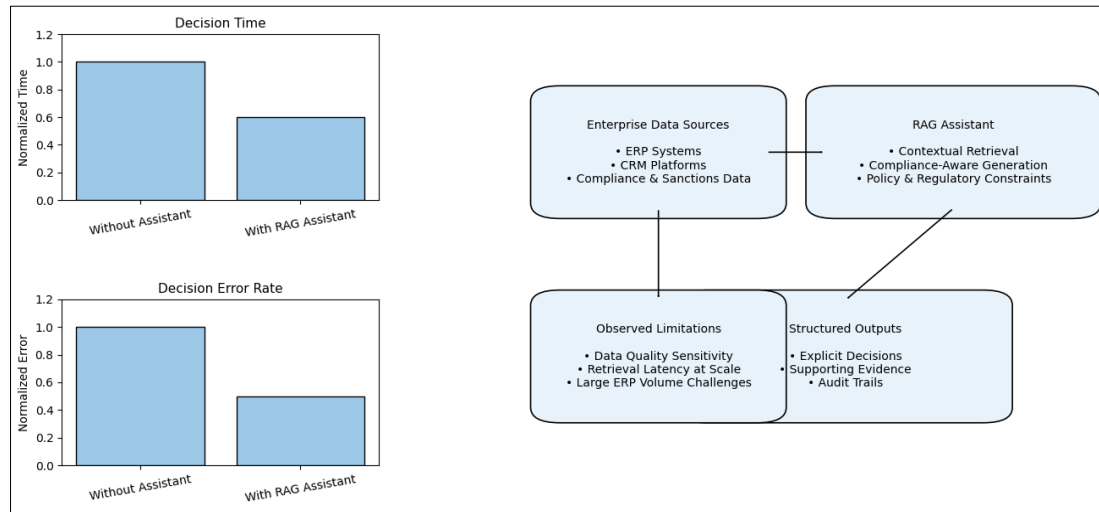 Decision Time
Normalized Time
1.2
1.0
0.8
0.6
0.4
0.2
0.0
Without Assistant
With RAG Assistant
Decision Error Rate
Normalized Error
1.2
1.0
0.8
0.6
0.4
0.2
0.0
Without Assistant
With RAG Assistant
Enterprise Data Sources
• ERP Systems
• CRM Platforms
• Compliance & Sanctions Data
RAG Assistant
• Contextual Retrieval
• Compliance-Aware Generation
• Policy & Regulatory Constraints
Observed Limitations
• Data Quality Sensitivity
• Retrieval Latency at Scale
• Large ERP Volume Challenges
Structured Outputs
• Explicit Decisions
• Supporting Evidence
• Audit Trails